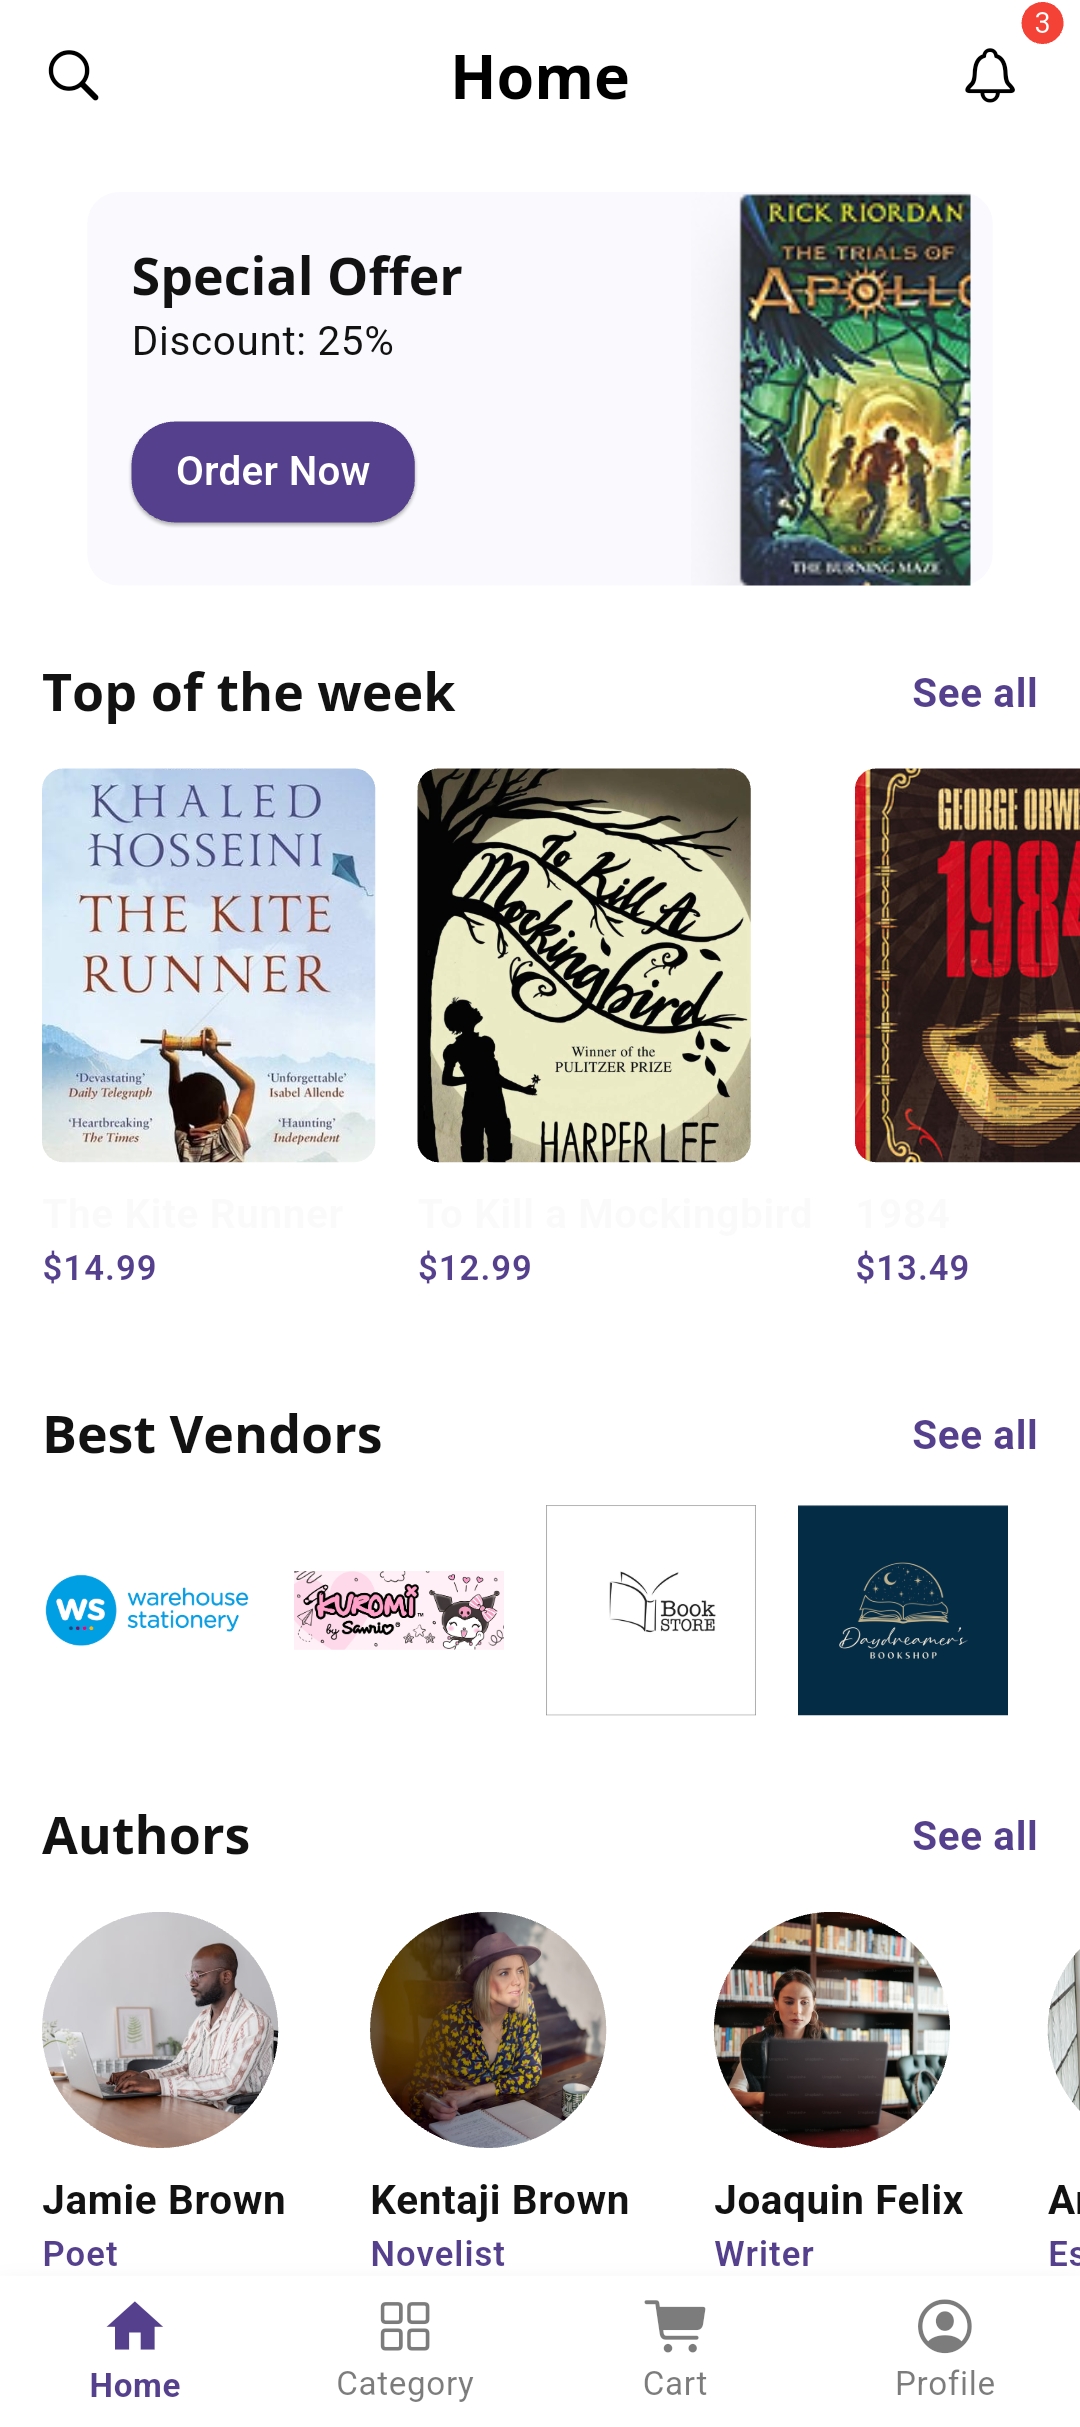 3
Home
Special Offer
Discount: 25%
Order Now
RICK RIORDAN
THE TRIALS OF
APOLLO
THE BURNING MAZE
Top of the week
See all
KHALED
HOSSEINI
THE KITE
RUNNER
‘Devastating’
Daily Telegraph
‘Unforgettable’
Isabel Allende
‘Heartbreaking’
The Times
‘Haunting’
Independent
To Kill A
Mockingbird
Winner of the
PULITZER PRIZE
HARPER LEE
GEORGE ORWE
1984
The Kite Runner
To Kill a Mockingbird
1984
$14.99
$12.99
$13.49
Best Vendors
See all
WS
warehouse
stationery
KUROMI™
by Sanrio®
Book
STORE
Daydreamer's
BOOKSHOP
Authors
See all
Jamie Brown
Kentaji Brown
Joaquin Felix
Poet
Novelist
Writer
Es
Home
Category
Cart
Profile